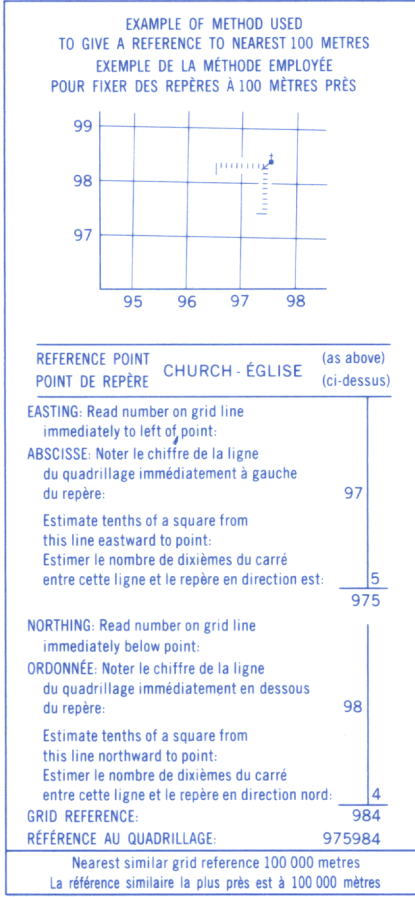 EXAMPLE OF METHOD USED
TO GIVE A REFERENCE TO NEAREST 100 METRES
EXEMPLE DE LA MÉTHODE EMPLOYÉE
POUR FIXER DES REPÈRES À 100 MÈTRES PRÈS
99
98
97
95 96 97 98
REFERENCE POINT
POINT DE REPÈRE
CHURCH - ÉGLISE
(as above)
(ci-dessus)
EASTING: Read number on grid line
immediately to left of point:
ABSCISSE: Noter le chiffre de la ligne
du quadrillage immédiatement à gauche
du repère: 97
Estimate tenths of a square from
this line eastward to point:
Estimer le nombre de dixièmes du carré
entre cette ligne et le repère en direction est: 5
975
NORTHING: Read number on grid line
immediately below point:
ORDONNÉE: Noter le chiffre de la ligne
du quadrillage immédiatement en dessous
du repère: 98
Estimate tenths of a square from
this line northward to point:
Estimer le nombre de dixièmes du carré
entre cette ligne et le repère en direction nord: 4
GRID REFERENCE: 984
RÉFÉRENCE AU QUADRILLAGE: 975984
Nearest similar grid reference 100 000 metres
La référence similaire la plus près est à 100 000 mètres